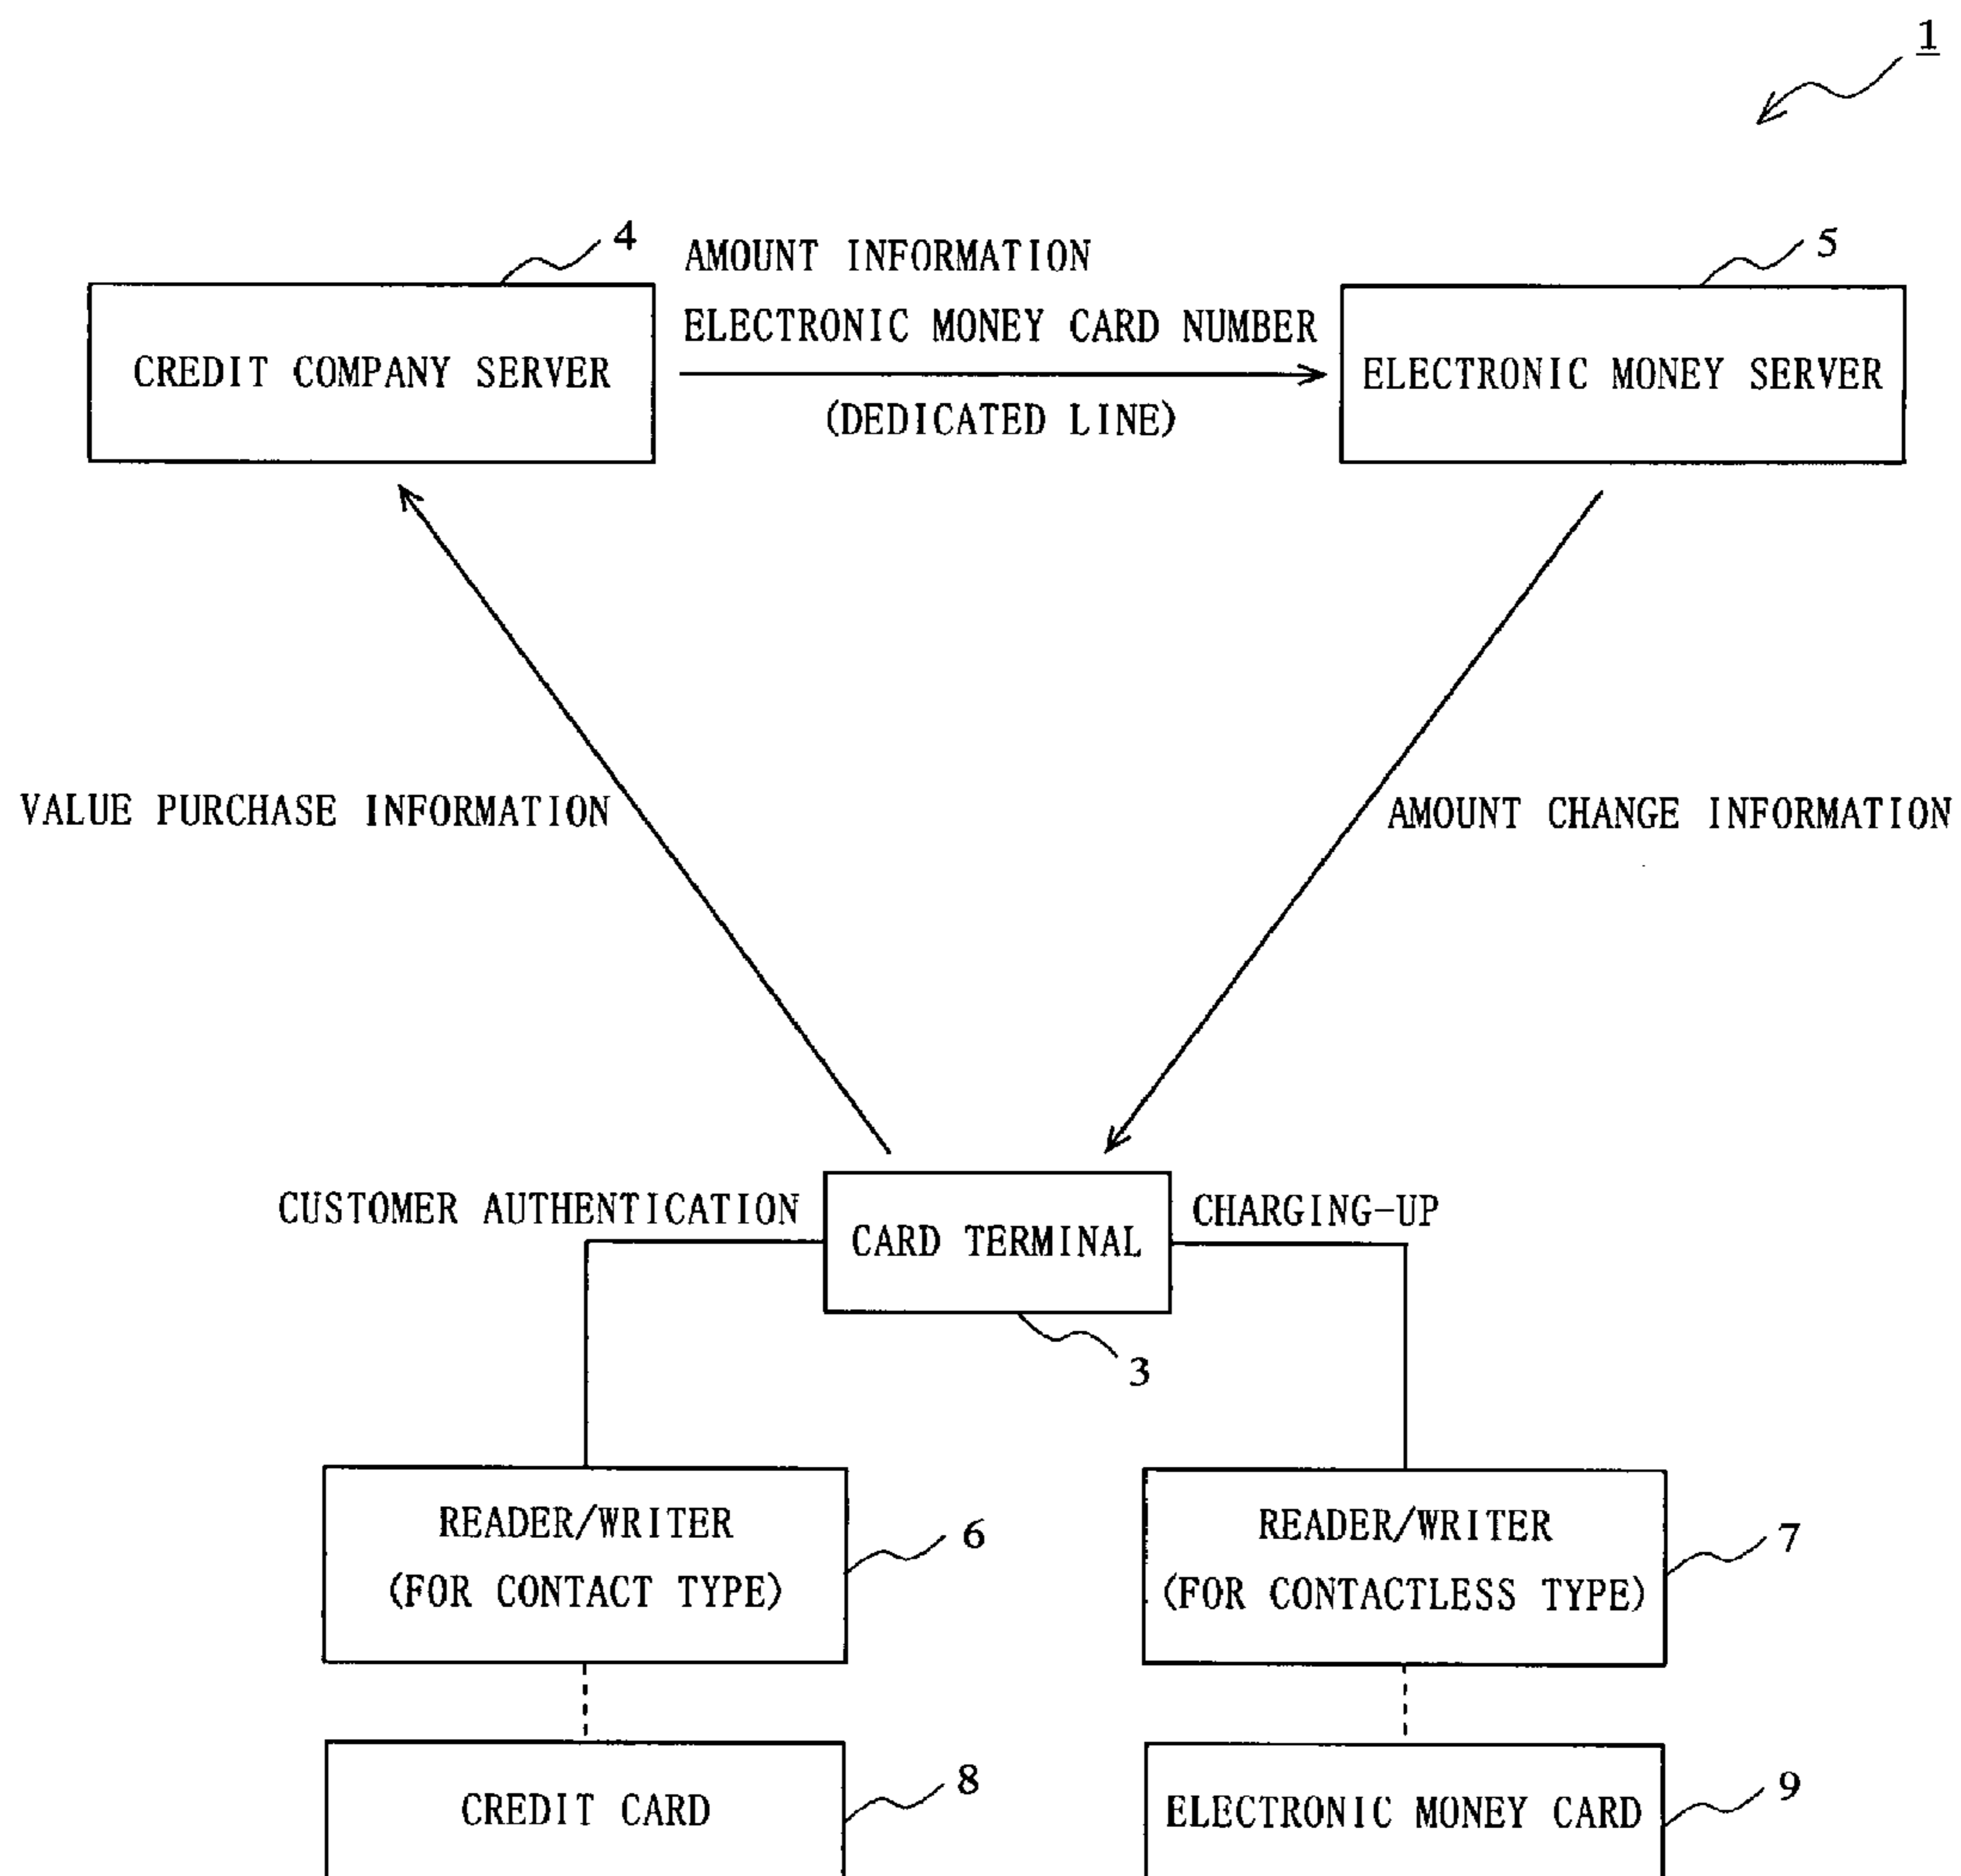 1
4
AMOUNT INFORMATION
5
ELECTRONIC MONEY CARD NUMBER
CREDIT COMPANY SERVER
ELECTRONIC MONEY SERVER
(DEDICATED LINE)
VALUE PURCHASE INFORMATION
AMOUNT CHANGE INFORMATION
CUSTOMER AUTHENTICATION
CHARGING-UP
CARD TERMINAL
3
READER/WRITER
(FOR CONTACT TYPE)
6
READER/WRITER
(FOR CONTACTLESS TYPE)
7
CREDIT CARD
8
ELECTRONIC MONEY CARD
9